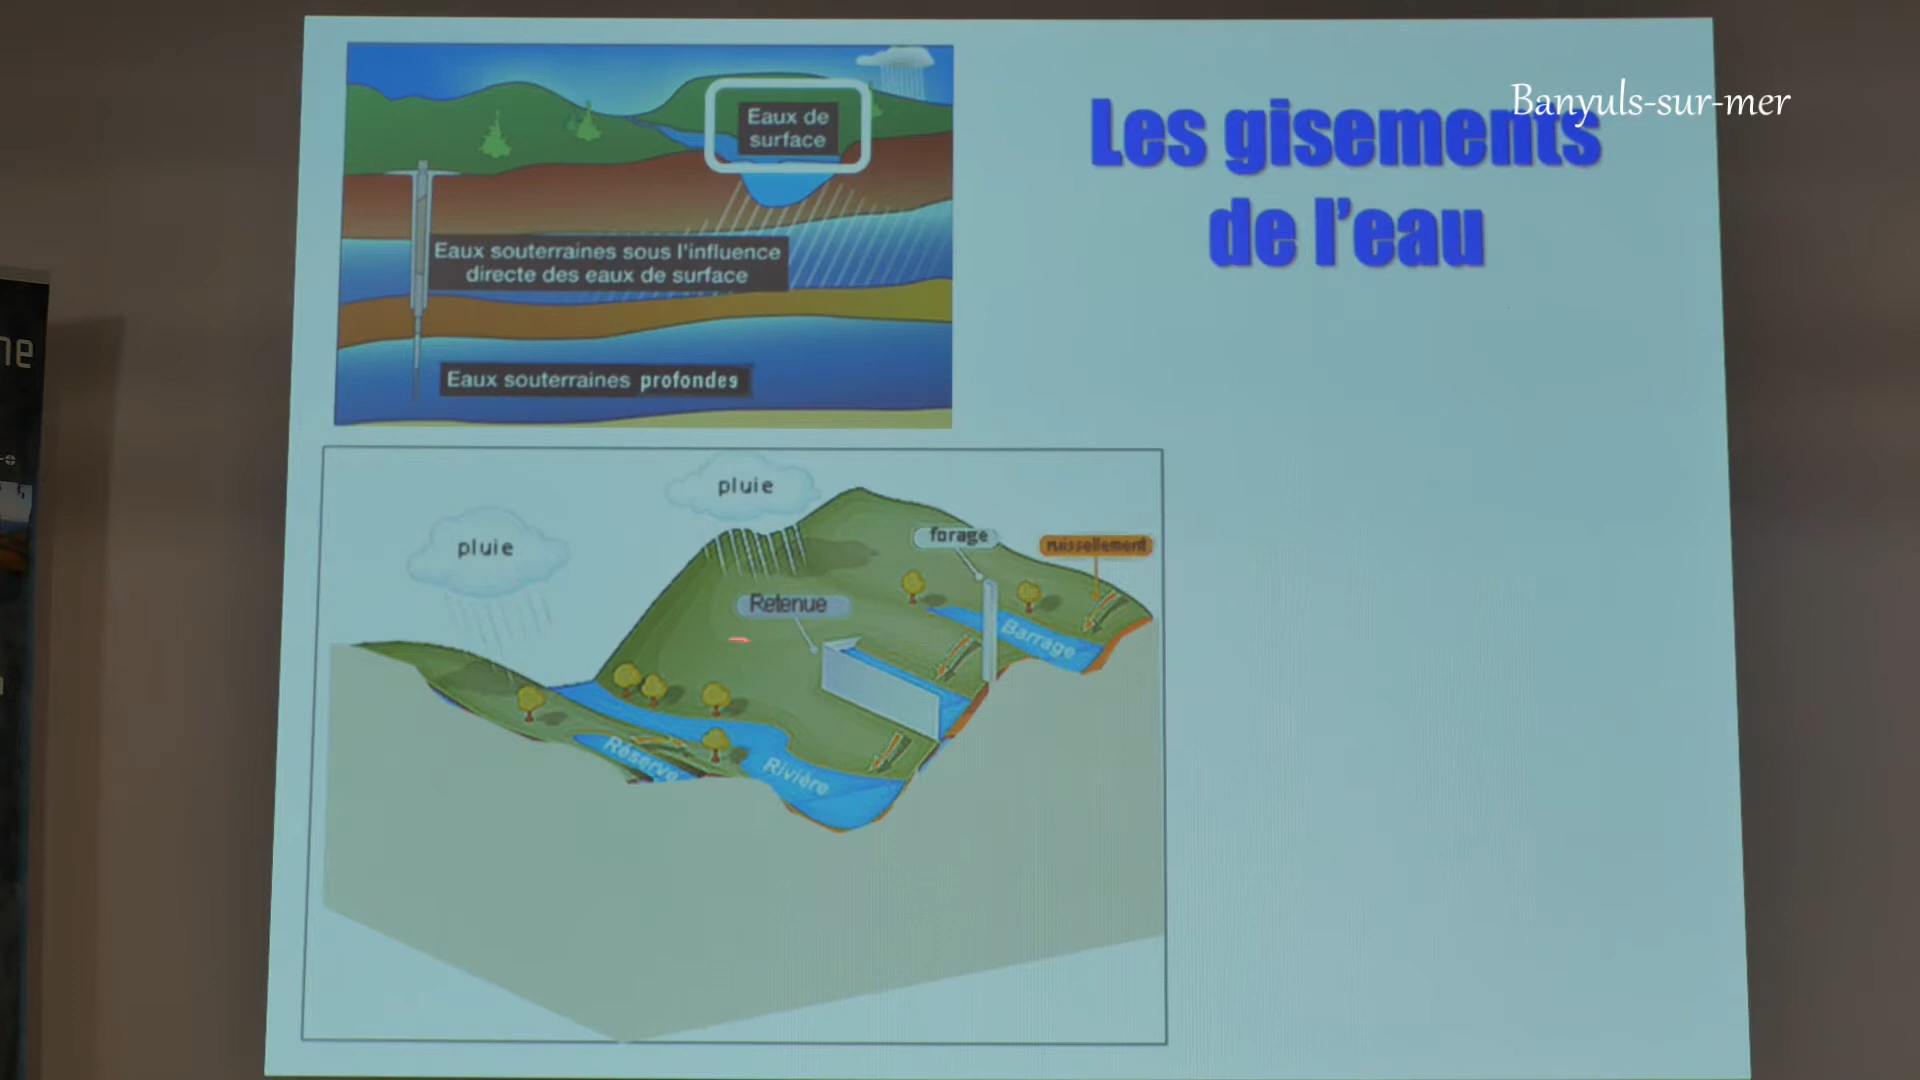 Banyuls-sur-mer
Les gisements
de l'eau
Eaux de
surface
Eaux souterraines sous l'influence
directe des eaux de surface
Eaux souterraines profondes
pluie
pluie
forage
ruissellement
Retenue
Barrage
Réserve
Rivière